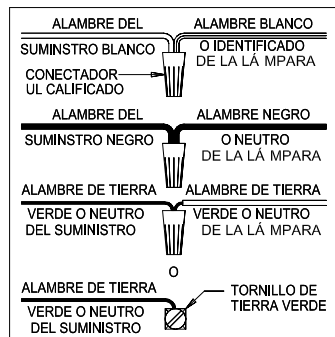 ALAMBRE DEL ALAMBRE BLANCO
SUMINSTRO BLANCO O IDENTIFICADO
DE LA LÁ MPARA
CONECTADOR
UL CALIFICADO
ALAMBRE DEL ALAMBRE NEGRO
SUMINSTRO NEGRO O NEUTRO
DE LA LÁ MPARA
ALAMBRE DE TIERRA ALAMBRE DE TIERRA
VERDE O NEUTRO VERDE O NEUTRO
DEL SUMINISTRO DE LA LÁ MPARA
O
ALAMBRE DE TIERRA TORNILLO DE
VERDE O NEUTRO TIERRA VERDE
DEL SUMINISTRO